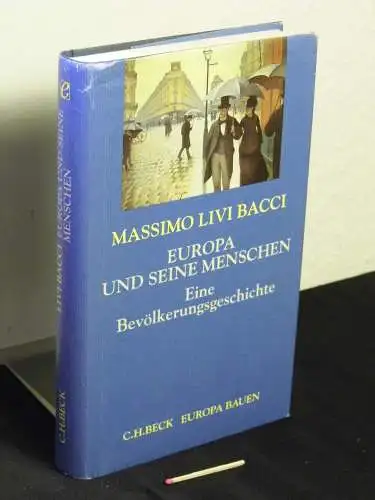 MASSIMO LIVI BACCI
EUROPA
UND SEINE MENSCHEN
Eine
Bevölkerungsgeschichte
C.H.BECK EUROPA BAUEN
LIVI BACCI EUROPA UND SEINE
MENSCHEN
C.H.BECK